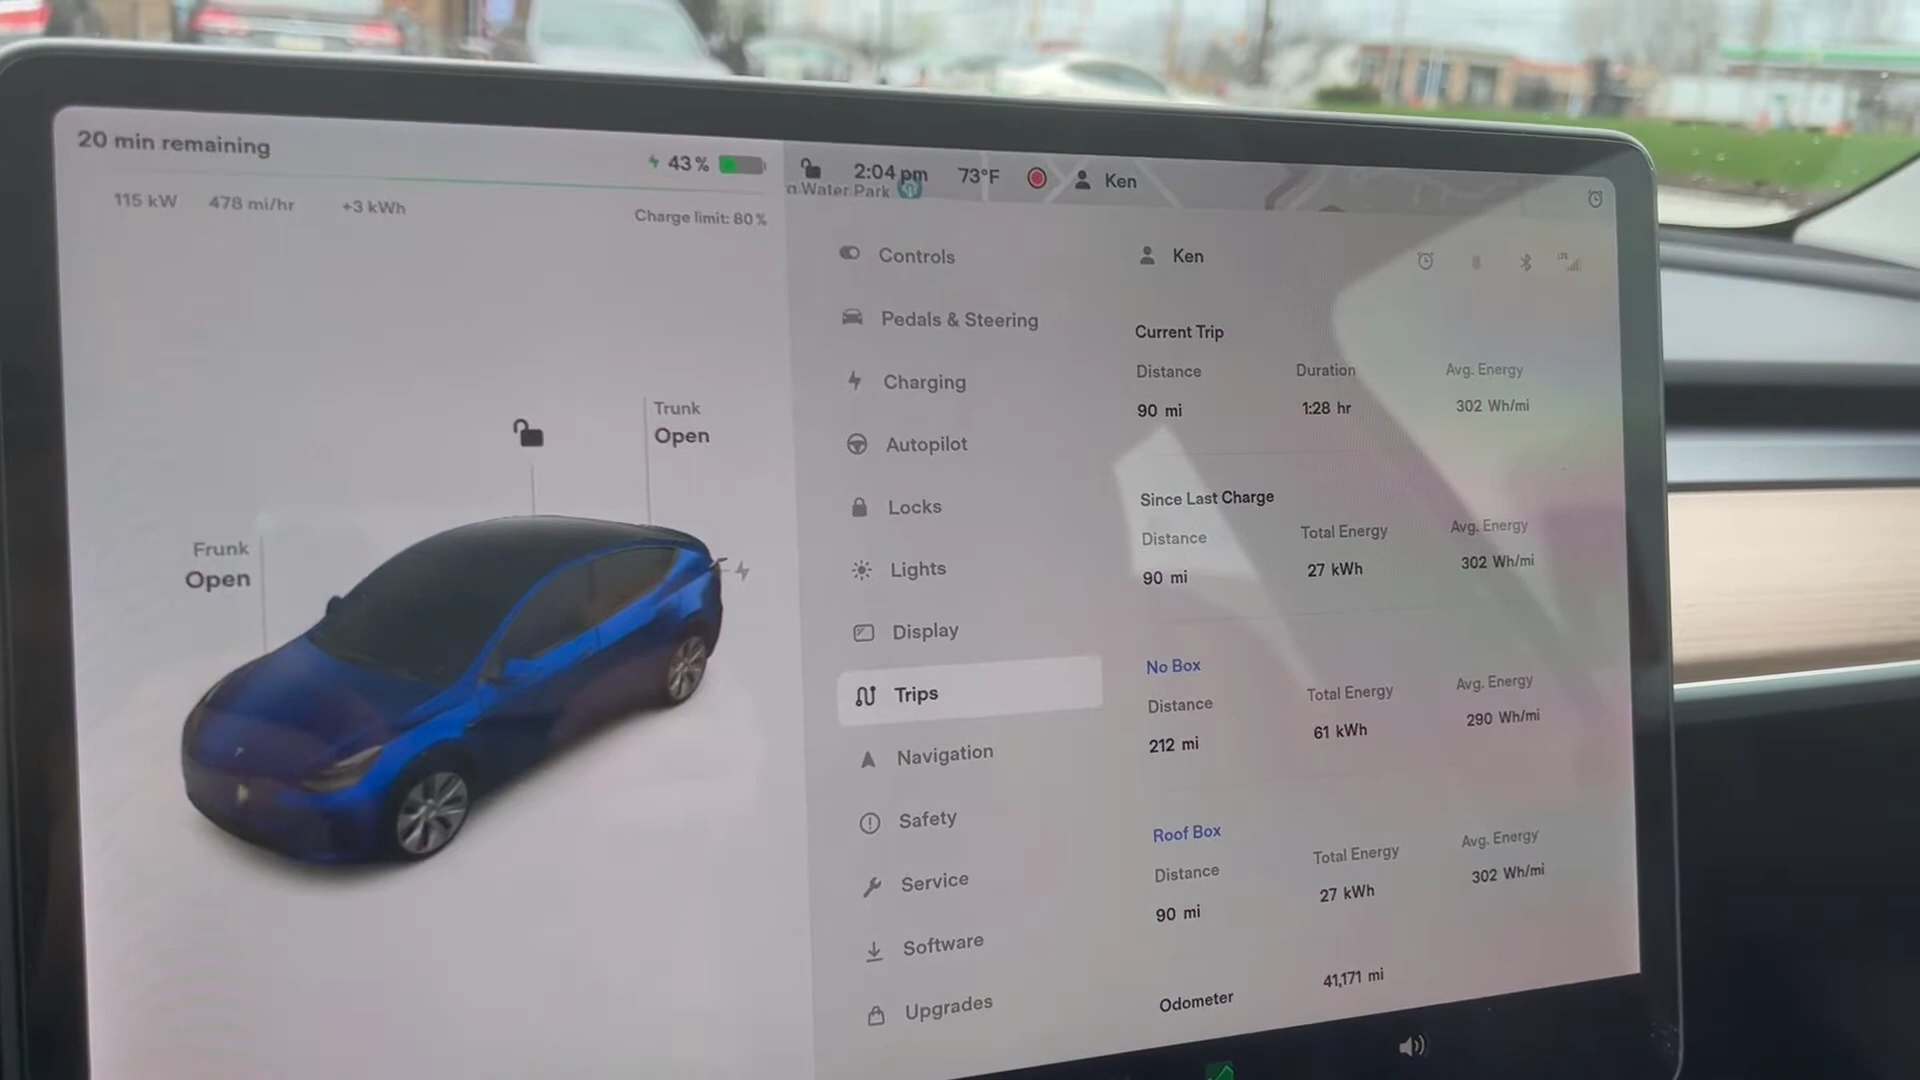 20 min remaining
43%
115 kW 478 mi/hr +3 kWh
Charge limit: 80%
Trunk
Open
Frunk
Open
2:04 pm 73°F Ken
n Water Park
Controls
Pedals & Steering
Charging
Autopilot
Locks
Lights
Display
Trips
Navigation
Safety
Service
Software
Upgrades
Ken
LTE
Current Trip
Distance Duration Avg. Energy
90 mi 1:28 hr 302 Wh/mi
Since Last Charge
Distance Total Energy Avg. Energy
90 mi 27 kWh 302 Wh/mi
No Box
Distance Total Energy Avg. Energy
212 mi 61 kWh 290 Wh/mi
Roof Box
Distance Total Energy Avg. Energy
90 mi 27 kWh 302 Wh/mi
Odometer 41,171 mi